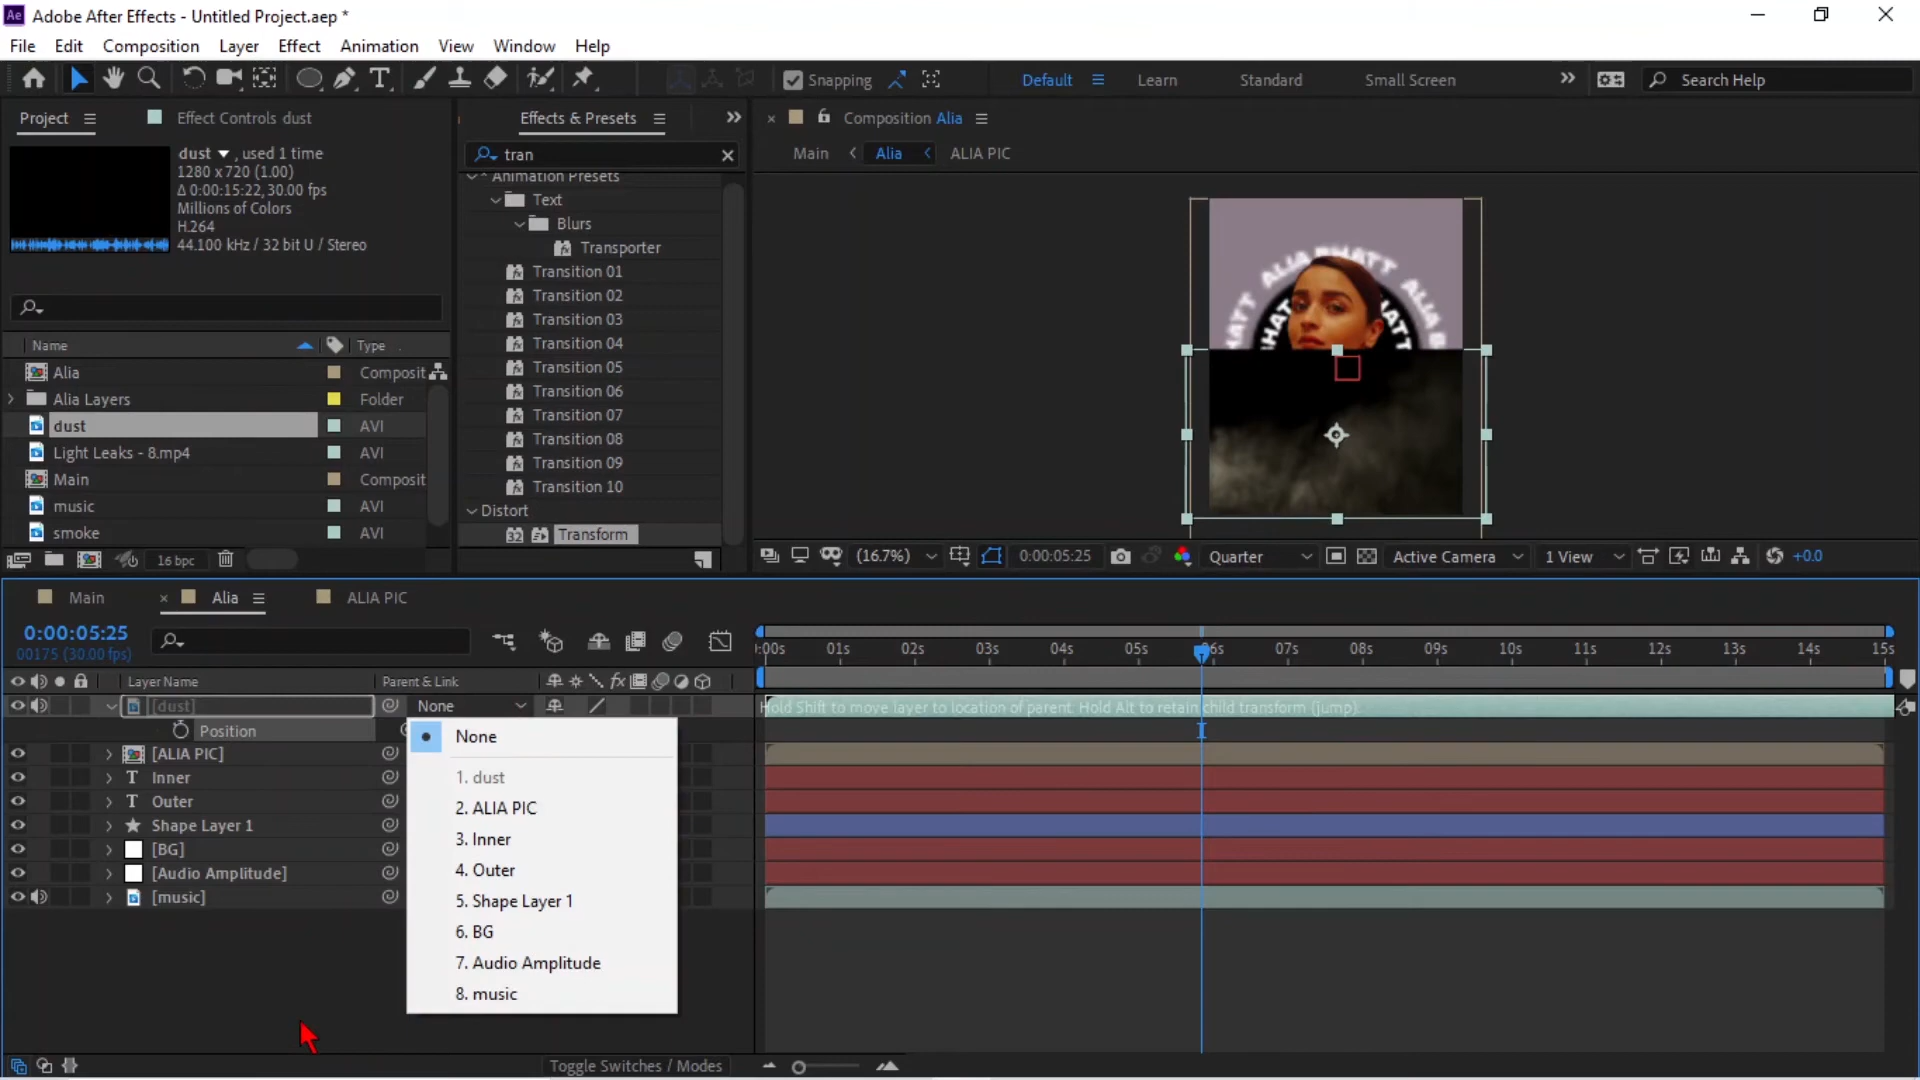 Adobe After Effects - Untitled Project.aep *
File Edit Composition Layer Effect Animation View Window Help
Snapping Default Learn Standard Small Screen Search Help
Project Effect Controls dust
dust , used 1 time
1280 x 720 (1.00)
Δ 0:00:15:22, 30.00 fps
Millions of Colors
H.264
44.100 kHz / 32 bit U / Stereo
Name Type
Alia Composit
Alia Layers Folder
dust AVI
Light Leaks - 8.mp4 AVI
Main Composit
music AVI
smoke AVI
16 bpc
Effects & Presets
tran
Animation Presets
Text
Blurs
Transporter
Transition 01
Transition 02
Transition 03
Transition 04
Transition 05
Transition 06
Transition 07
Transition 08
Transition 09
Transition 10
Distort
32 Transform
Composition Alia
Main Alia ALIA PIC
ALIA BHATT
(16.7%) 0:00:05:25 Quarter Active Camera 1 View +0.0
Main Alia ALIA PIC
0:00:05:25
00175 (30.00 fps)
:00s 01s 02s 03s 04s 05s 06s 07s 08s 09s 10s 11s 12s 13s 14s 15s
Layer Name Parent & Link fx
[dust] None
Hold Shift to move layer to location of parent. Hold Alt to retain child transform (jump).
Position
[ALIA PIC]
T Inner
T Outer
Shape Layer 1
[BG]
[Audio Amplitude]
[music]
None
1. dust
2. ALIA PIC
3. Inner
4. Outer
5. Shape Layer 1
6. BG
7. Audio Amplitude
8. music
Toggle Switches / Modes